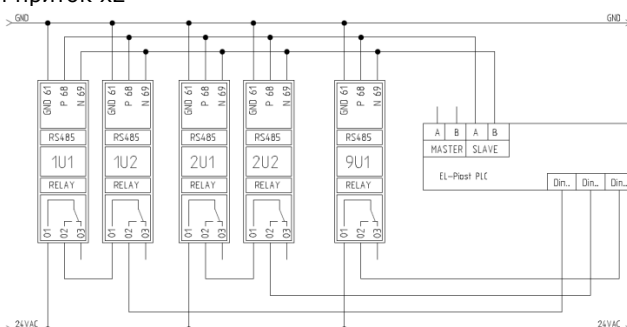 приток x2
GND GND
GND 61 P 68 N 69 GND 61 P 68 N 69 GND 61 P 68 N 69 GND 61 P 68 N 69 GND 61 P 68 N 69
A B A B
RS485 RS485 RS485 RS485 RS485
MASTER SLAVE
1U1 1U2 2U1 2U2 9U1
EL-Piast PLC
RELAY RELAY RELAY RELAY RELAY
Din.. Din.. Din..
01 02 03 01 02 03 01 02 03 01 02 03 01 02 03
24VAC 24VAC